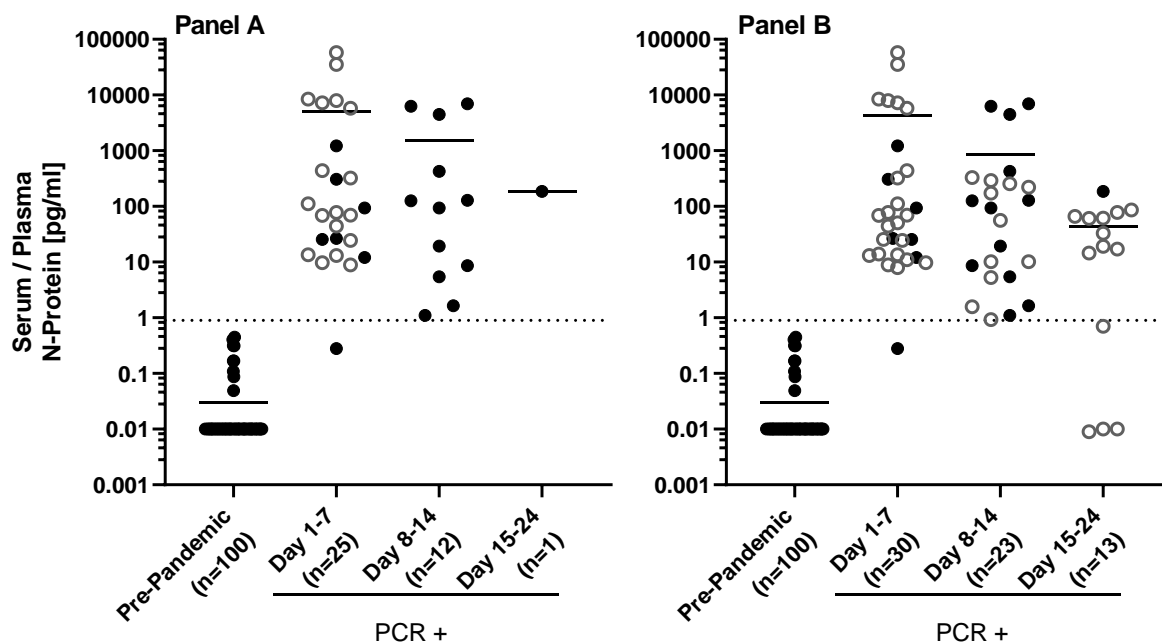 Panel A
Serum / Plasma
N-Protein [pg/ml]
100000
10000
1000
100
10
1
0.1
0.01
0.001
Pre-Pandemic
(n=100)
Day 1-7
(n=25)
Day 8-14
(n=12)
Day 15-24
(n=1)
PCR +
Panel B
100000
10000
1000
100
10
1
0.1
0.01
0.001
Pre-Pandemic
(n=100)
Day 1-7
(n=30)
Day 8-14
(n=23)
Day 15-24
(n=13)
PCR +